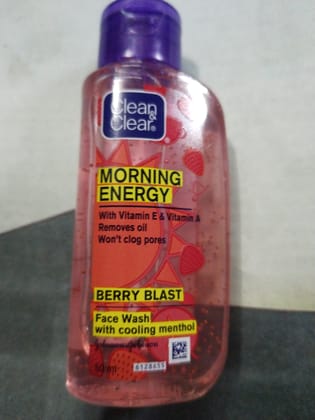 Clean &
Clear®
MORNING
ENERGY
With Vitamin E & Vitamin A
Removes oil
Won't clog pores
BERRY BLAST
Face Wash
with cooling menthol
6128655